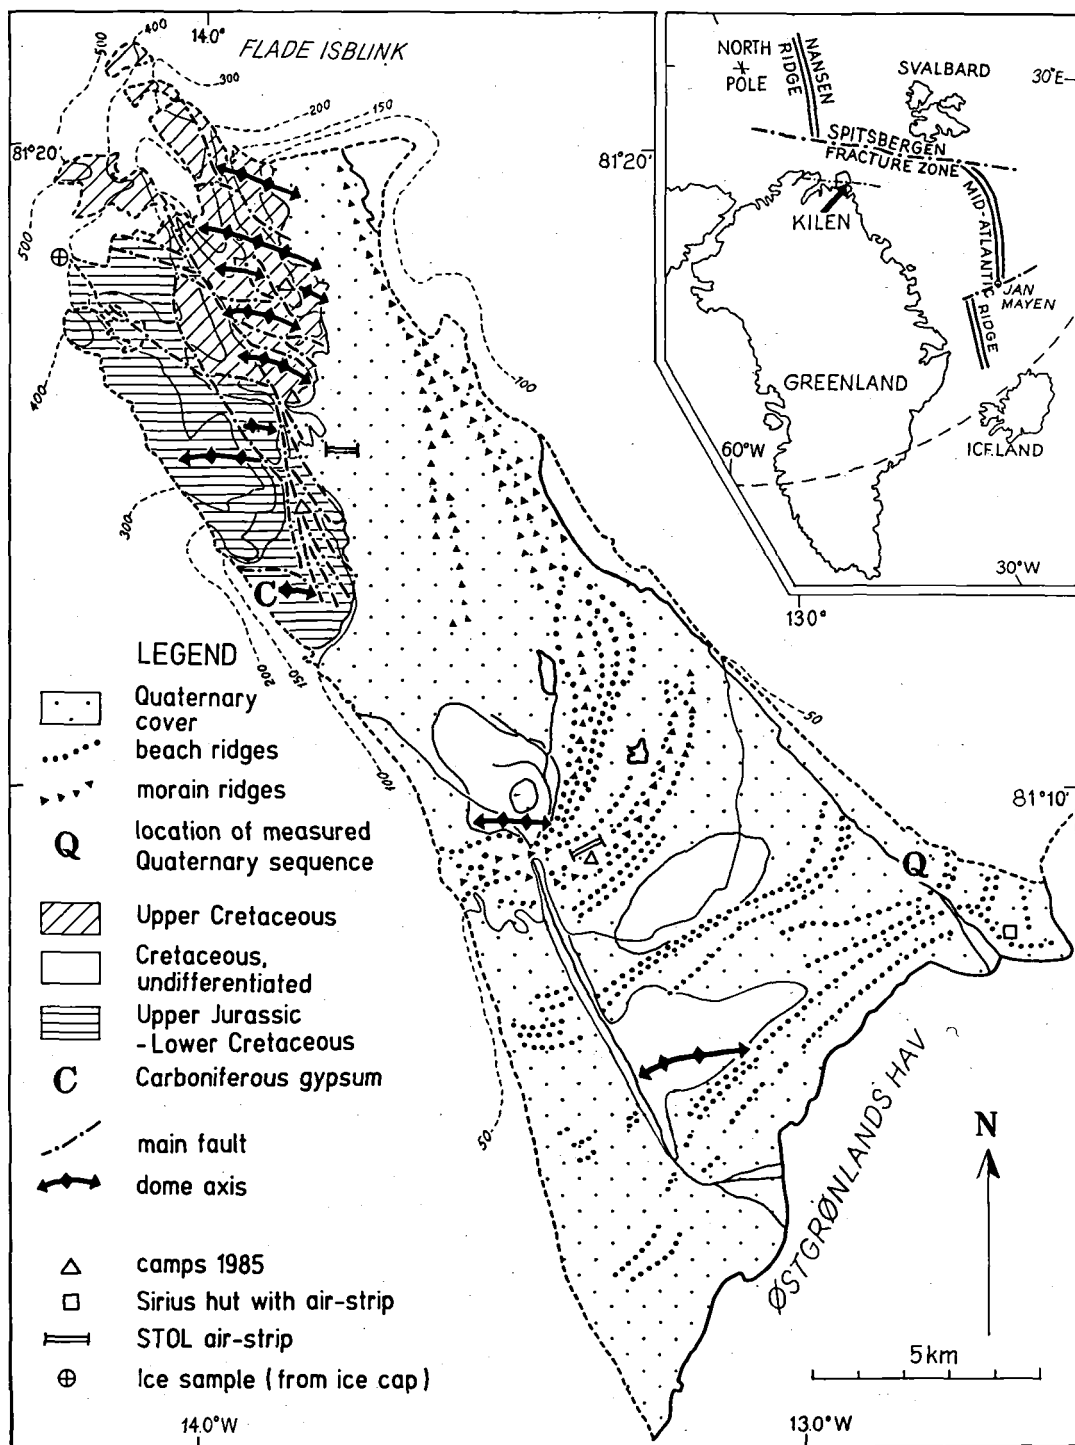 500
400
14.0°
FLADE ISBLINK
300
200
150
81°20'
500
400
300
200
150
100
100
50
50
81°20'
NORTH
POLE
NANSEN
RIDGE
SVALBARD
30°E
SPITSBERGEN
FRACTURE ZONE
KILEN
MID-ATLANTIC RIDGE
JAN
MAYEN
GREENLAND
ICELAND
60°W
30°W
13.0°
C
81°10'
Q
LEGEND
Quaternary
cover
beach ridges
morain ridges
Q location of measured
Quaternary sequence
Upper Cretaceous
Cretaceous,
undifferentiated
Upper Jurassic
-Lower Cretaceous
C Carboniferous gypsum
main fault
dome axis
camps 1985
Sirius hut with air-strip
STOL air-strip
Ice sample (from ice cap)
ØSTGRØNLANDS HAV
N
5km
14.0°W
13.0°W